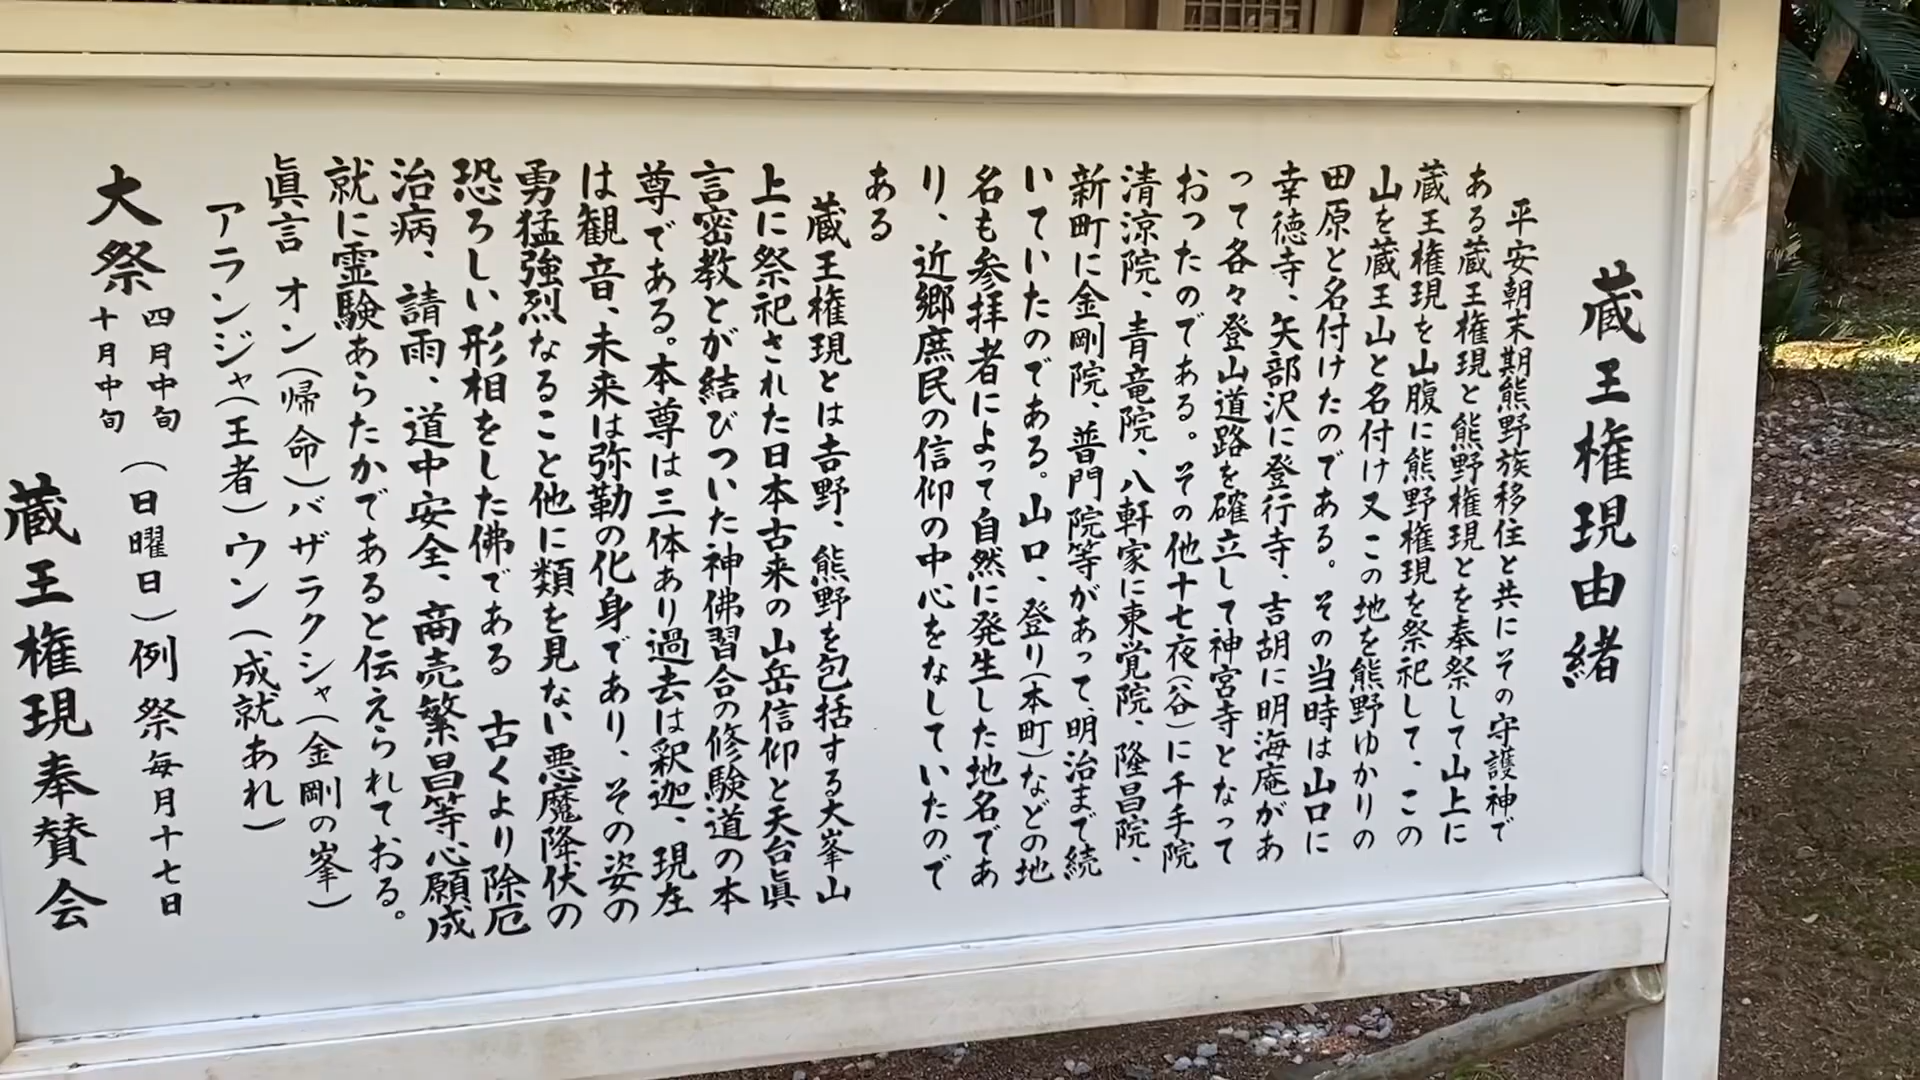 蔵王権現由緒
平安朝末期熊野族移住と共にその守護神で
ある蔵王権現と熊野権現とを奉祭して山上に
蔵王権現を山腹に熊野権現を祭祀して、この
山を蔵王山と名付け又この地を熊野ゆかりの
田原と名付けたのである。その当時は山口に
幸徳寺、矢部沢に登行寺、吉胡に明海庵があ
って各々登山道路を確立して神宮寺となって
おったのである。その他十七夜(谷)に千手院
清涼院、青竜院、八軒家に東覚院、隆昌院、
新町に金剛院、普門院等があって、明治まで続
いていたのである。山口、登り(本町)などの地
名も参拝者によって自然に発生した地名であ
り、近郷庶民の信仰の中心をなしていたので
ある
蔵王権現とは吉野、熊野を包括する大峯山
上に祭祀された日本古来の山岳信仰と天台眞
言密教とが結びついた神佛習合の修験道の本
尊である。本尊は三体あり過去は釈迦、現在
は観音、未来は弥勒の化身であり、その姿の
勇猛強烈なること他に類を見ない悪魔降伏の
恐ろしい形相をした佛である 古くより除厄
治病、請雨、道中安全、商売繁昌等心願成
就に霊験あらたかであると伝えられておる。
眞言 オン(帰命)バザラクシャ(金剛の峯)
アランジャ(王者)ウン(成就あれ)
大祭 四月中旬 十月中旬 (日曜日) 例祭 毎月十七日
蔵王権現奉賛会